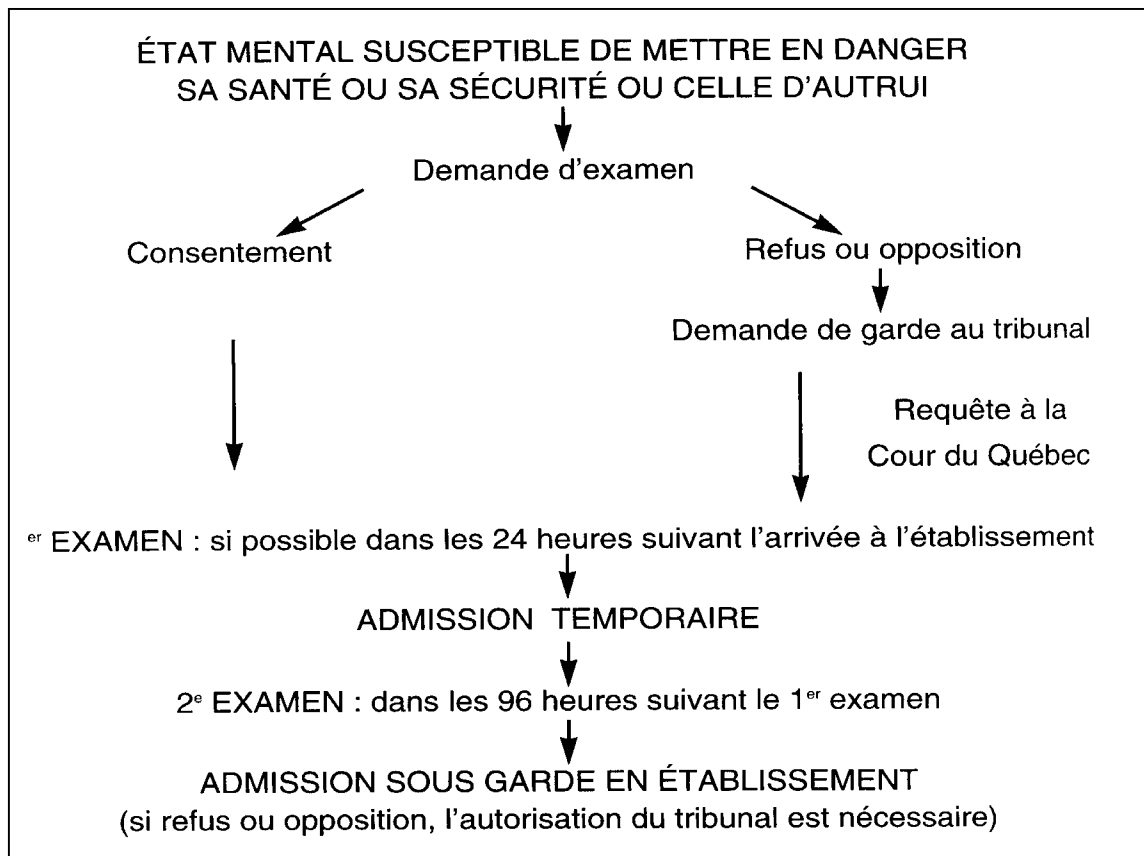 ÉTAT MENTAL SUSCEPTIBLE DE METTRE EN DANGER
SA SANTÉ OU SA SÉCURITÉ OU CELLE D'AUTRUI
Demande d'examen
Consentement
Refus ou opposition
Demande de garde au tribunal
Requête à la
Cour du Québec
er EXAMEN : si possible dans les 24 heures suivant l'arrivée à l'établissement
ADMISSION TEMPORAIRE
2e EXAMEN : dans les 96 heures suivant le 1er examen
ADMISSION SOUS GARDE EN ÉTABLISSEMENT
(si refus ou opposition, l'autorisation du tribunal est nécessaire)